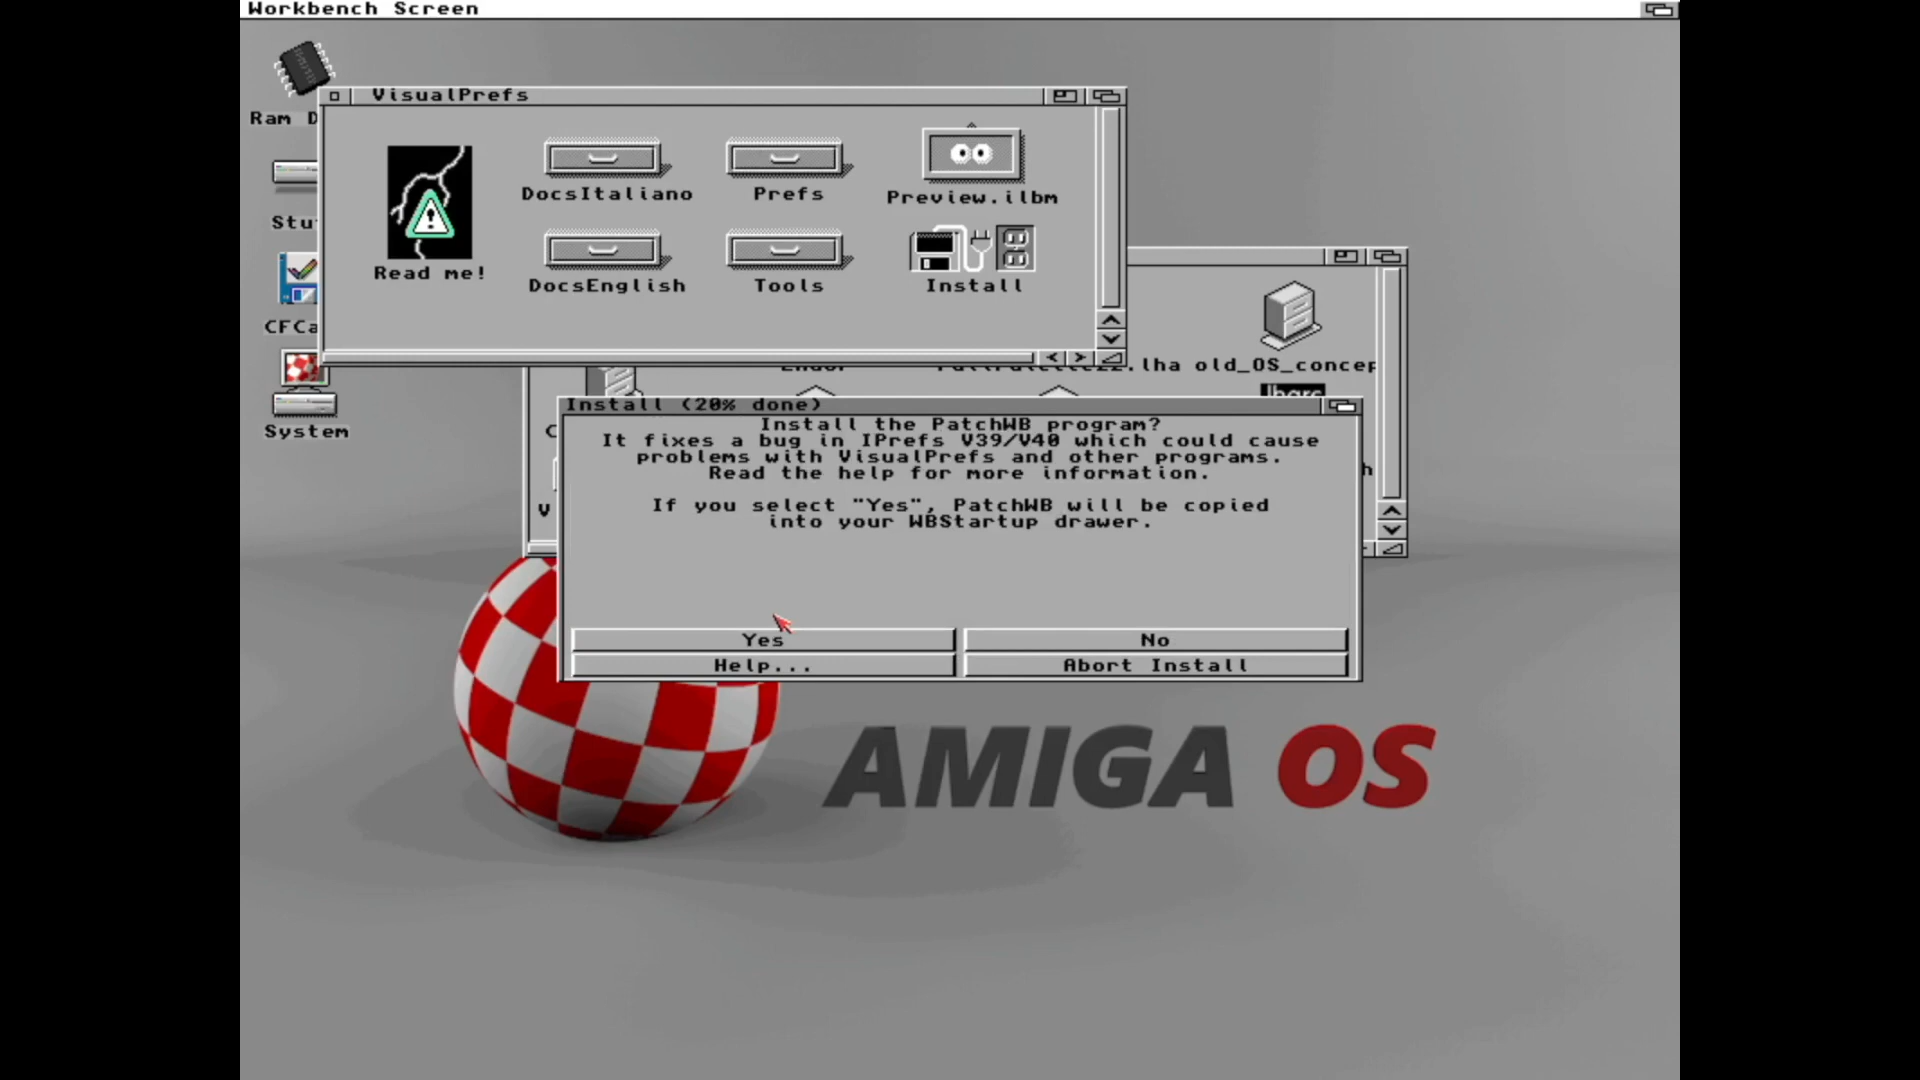 Workbench Screen
VisualPrefs
Ram D
DocsItaliano
Prefs
Preview.ilbm
Stu
Read me!
DocsEnglish
Tools
Install
CFCa
.lha old_OS_concep
System
Install (20% done)
Install the PatchWB program?
It fixes a bug in IPrefs V39/V40 which could cause
problems with VisualPrefs and other programs.
Read the help for more information.
If you select "Yes", PatchWB will be copied
into your WBStartup drawer.
Yes
No
Help...
Abort Install
AMIGA OS